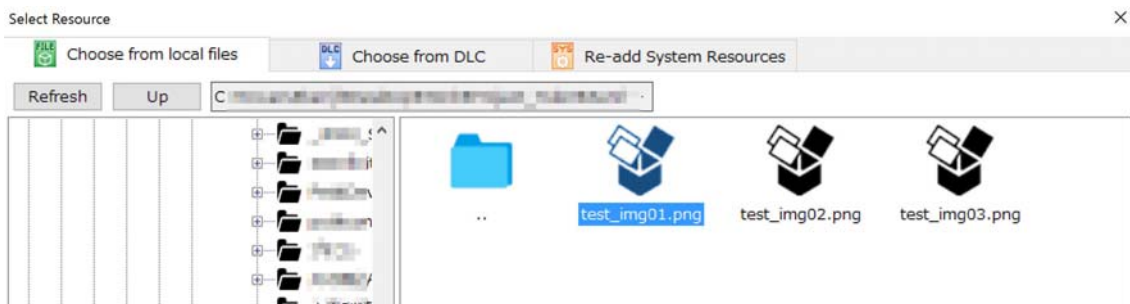 Select Resource
FILE Choose from local files DLC Choose from DLC SYS Re-add System Resources
Refresh Up C
.. test_img01.png test_img02.png test_img03.png